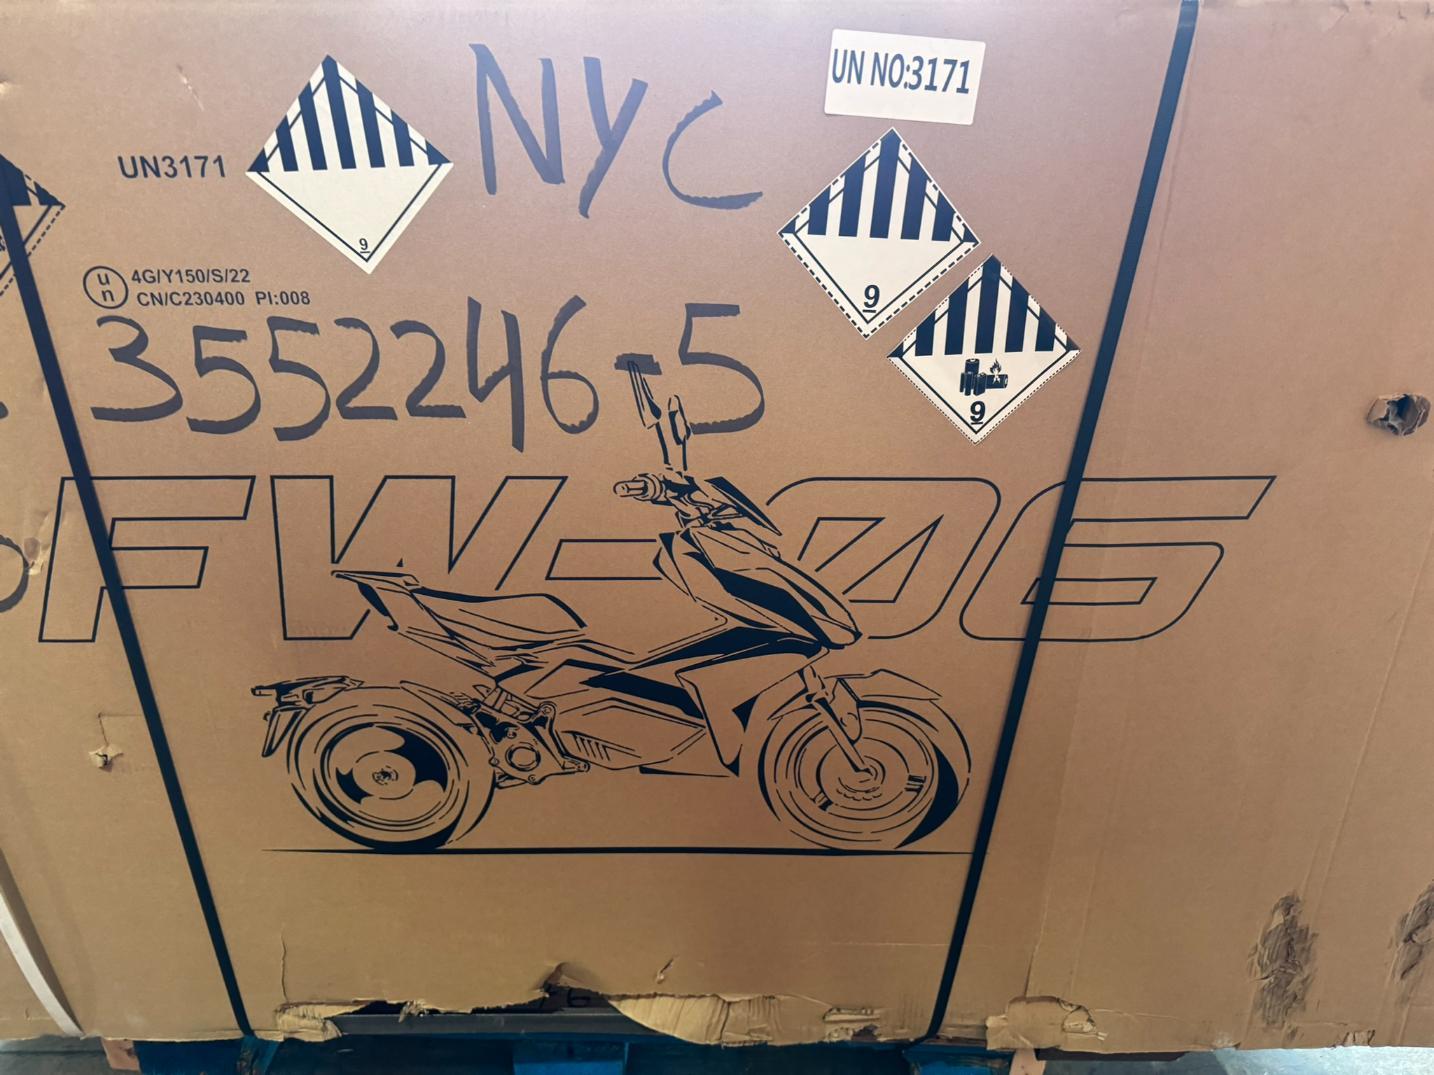 NYC
UN NO:3171
UN3171
9
9
9
un
4G/Y150/S/22
CN/C230400 PI:008
3552246-5
FW-06